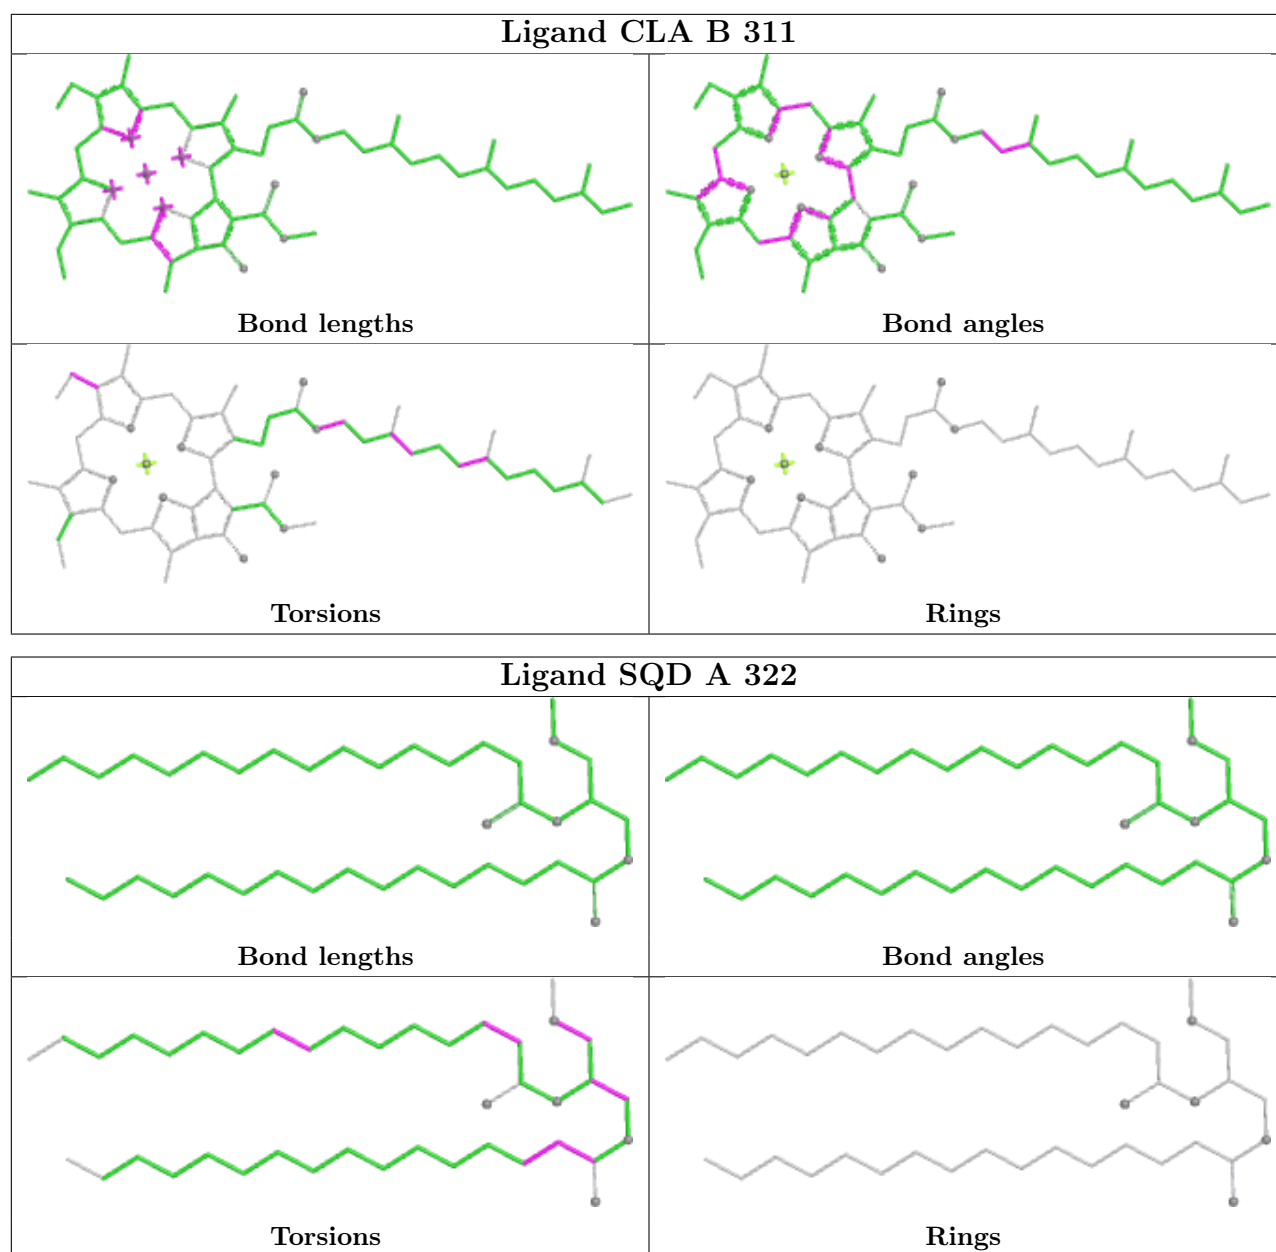 Ligand CLA B 311
Bond lengths
Bond angles
Torsions
Rings
Ligand SQD A 322
Bond lengths
Bond angles
Torsions
Rings